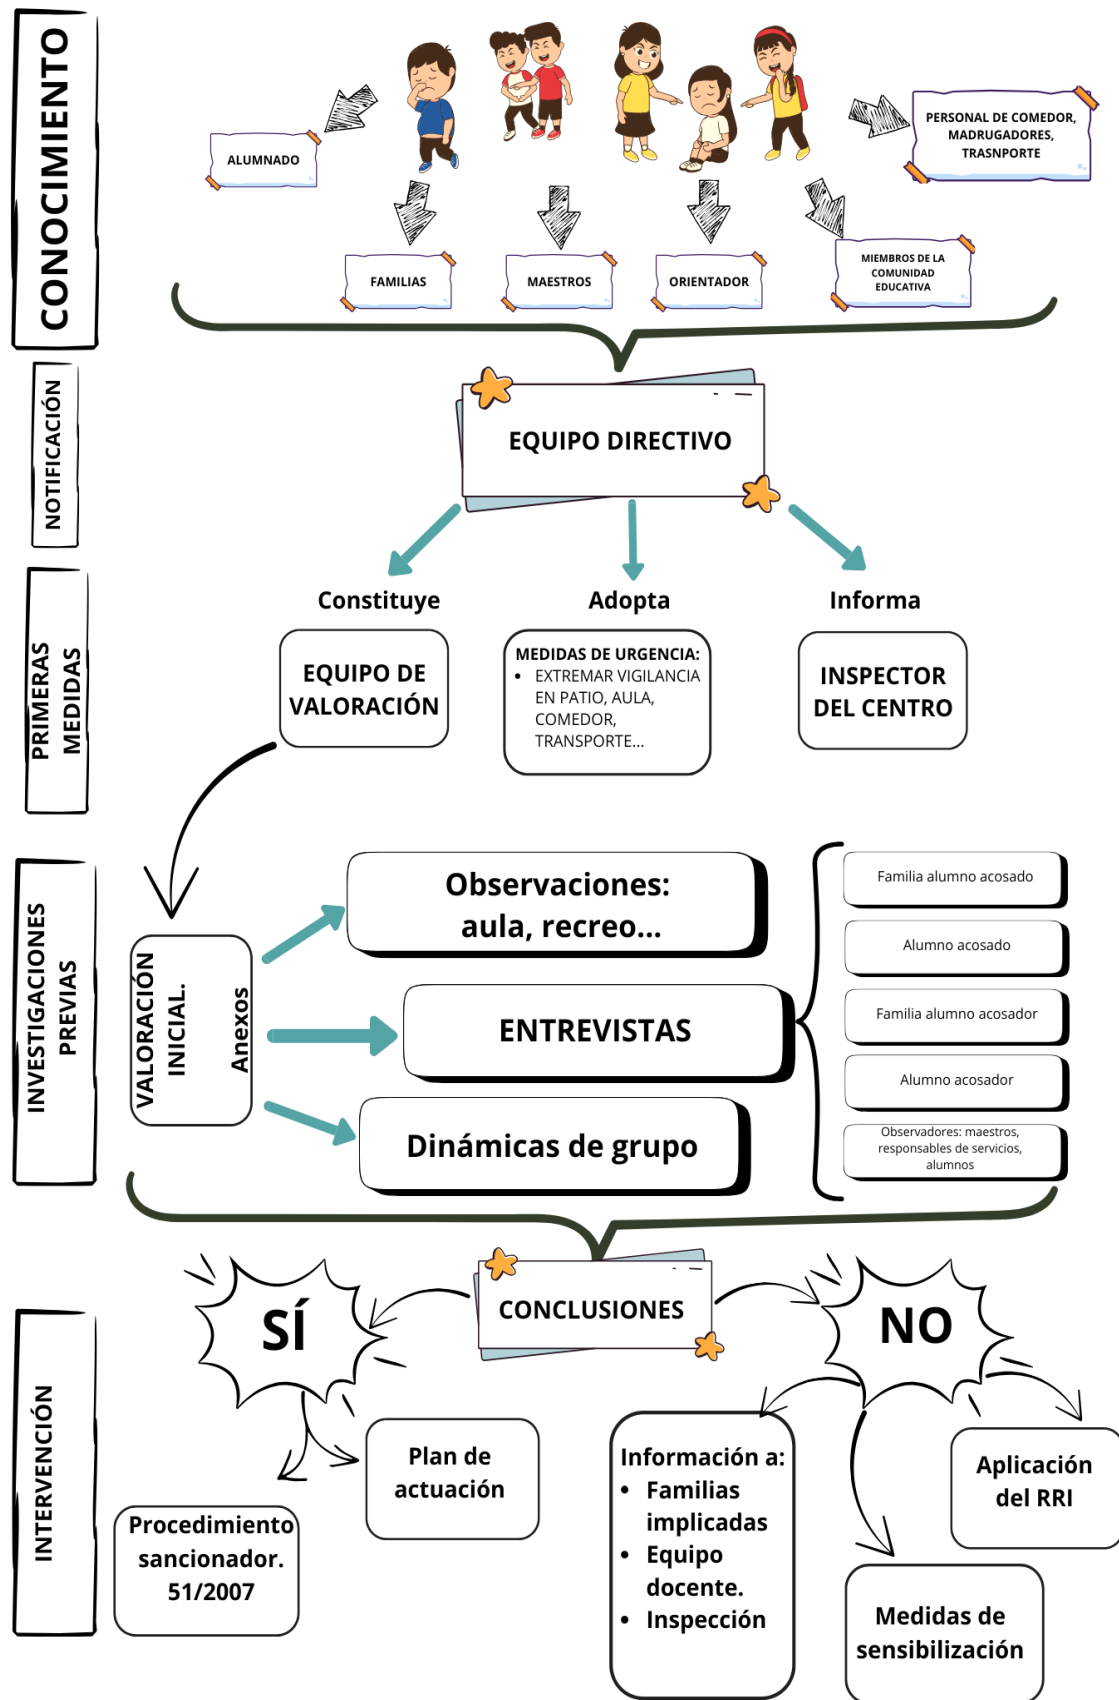 CONOCIMIENTO
ALUMNADO
PERSONAL DE COMEDOR,
MADRUGADORES,
TRASNPORTE
FAMILIAS
MAESTROS
ORIENTADOR
MIEMBROS DE LA
COMUNIDAD
EDUCATIVA
NOTIFICACIÓN
EQUIPO DIRECTIVO
PRIMERAS
MEDIDAS
Constituye
Adopta
Informa
EQUIPO DE
VALORACIÓN
MEDIDAS DE URGENCIA:
• EXTREMAR VIGILANCIA
EN PATIO, AULA,
COMEDOR,
TRANSPORTE...
INSPECTOR
DEL CENTRO
INVESTIGACIONES
PREVIAS
VALORACIÓN
INICIAL.
Anexos
Observaciones:
aula, recreo...
ENTREVISTAS
Dinámicas de grupo
Familia alumno acosado
Alumno acosado
Familia alumno acosador
Alumno acosador
Observadores: maestros,
responsables de servicios,
alumnos
INTERVENCIÓN
CONCLUSIONES
SÍ
NO
Plan de
actuación
Procedimiento
sancionador.
51/2007
Información a:
• Familias
implicadas
• Equipo
docente.
• Inspección
Aplicación
del RRI
Medidas de
sensibilización